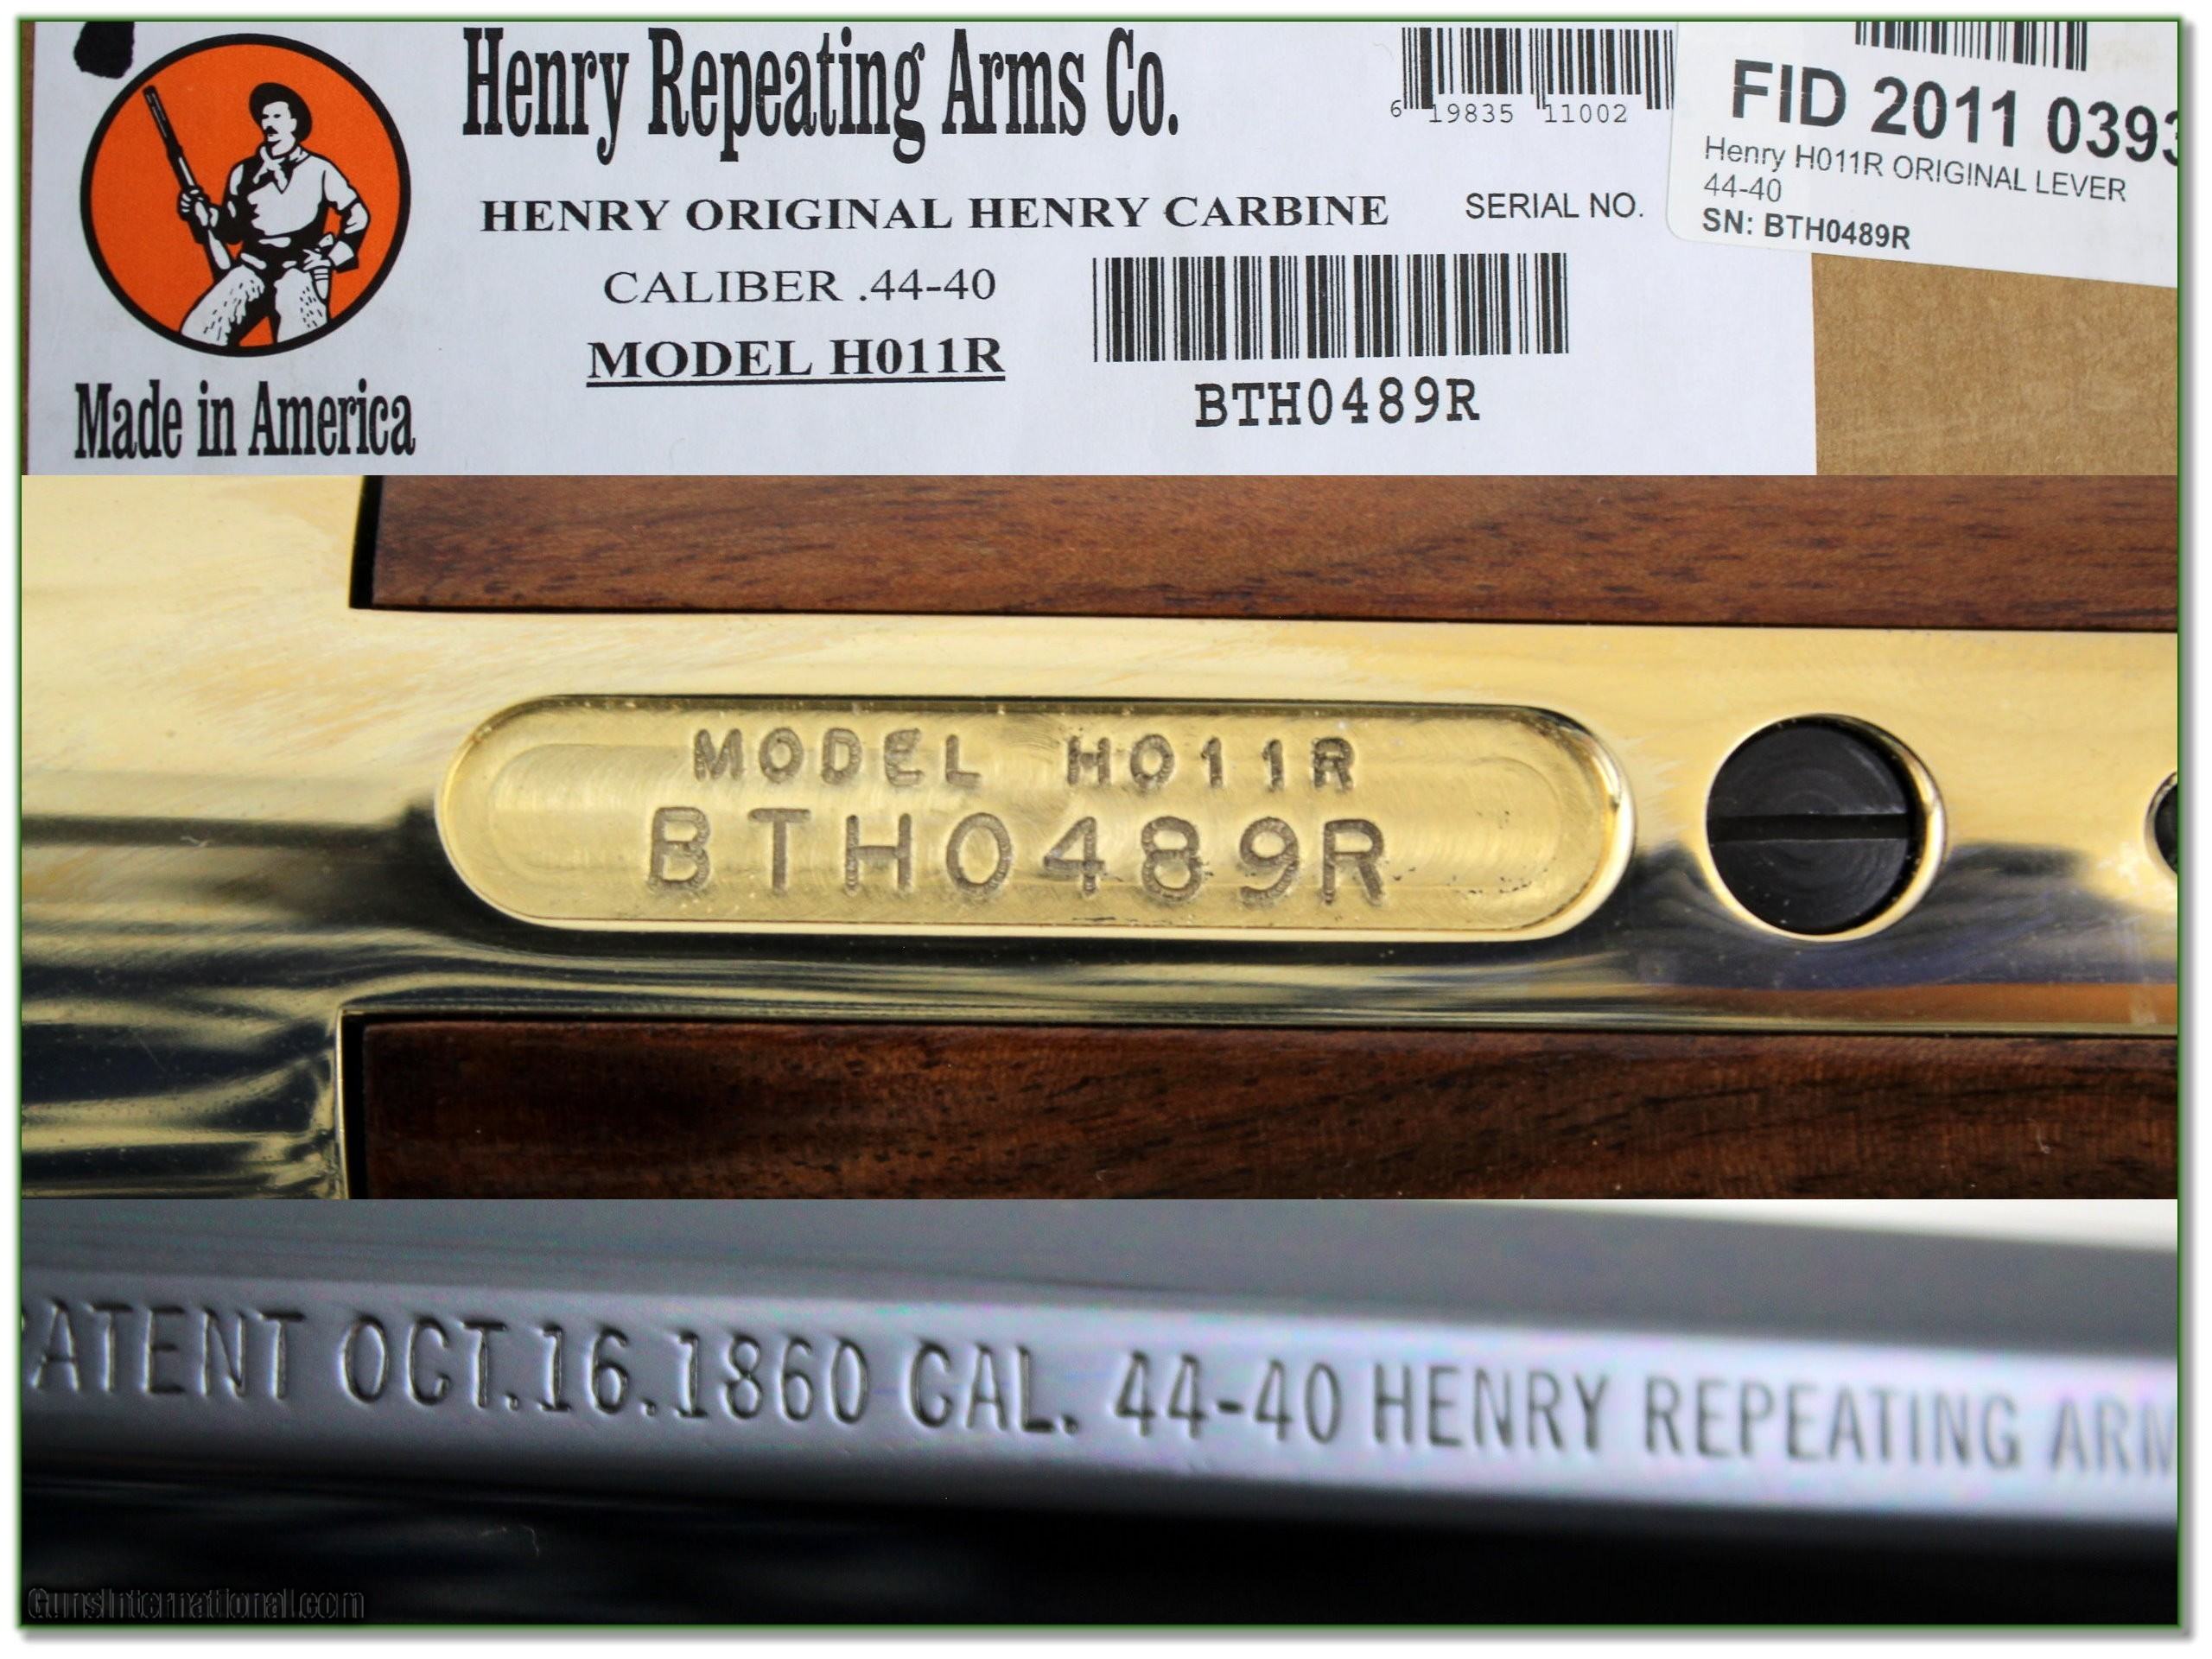 Henry Repeating Arms Co.
6 19835 11002
FID 2011 0393
Henry H011R ORIGINAL LEVER
44-40
SN: BTH0489R
HENRY ORIGINAL HENRY CARBINE
SERIAL NO.
CALIBER .44-40
MODEL H011R
BTH0489R
Made in America
MODEL H011R
BTH0489R
PATENT OCT.16.1860 CAL. 44-40 HENRY REPEATING ARM
GunsInternational.com